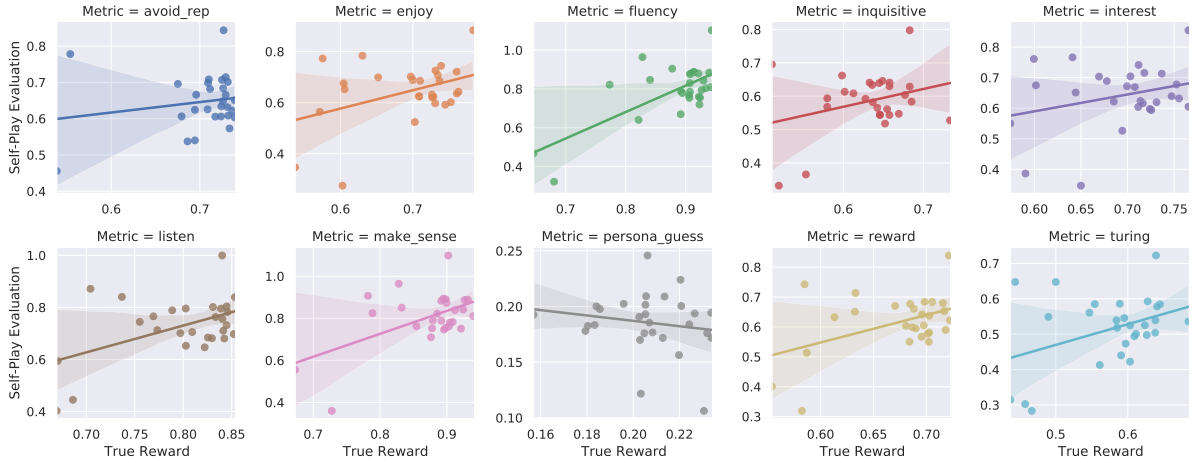 Metric = avoid_rep
Metric = enjoy
Metric = fluency
Metric = inquisitive
Metric = interest
Self-Play Evaluation
0.8
0.7
0.6
0.5
0.4
0.6 0.7
0.8
0.6
0.4
0.6 0.7
1.0
0.8
0.6
0.4
0.7 0.8 0.9
0.8
0.7
0.6
0.5
0.4
0.6 0.7
0.8
0.7
0.6
0.5
0.4
0.60 0.65 0.70 0.75
Metric = listen
Metric = make_sense
Metric = persona_guess
Metric = reward
Metric = turing
Self-Play Evaluation
1.0
0.8
0.6
0.4
0.70 0.75 0.80 0.85
True Reward
1.0
0.8
0.6
0.4
0.7 0.8 0.9
True Reward
0.25
0.20
0.15
0.10
0.16 0.18 0.20 0.22
True Reward
0.8
0.7
0.6
0.5
0.4
0.3
0.60 0.65 0.70
True Reward
0.7
0.6
0.5
0.4
0.3
0.5 0.6
True Reward